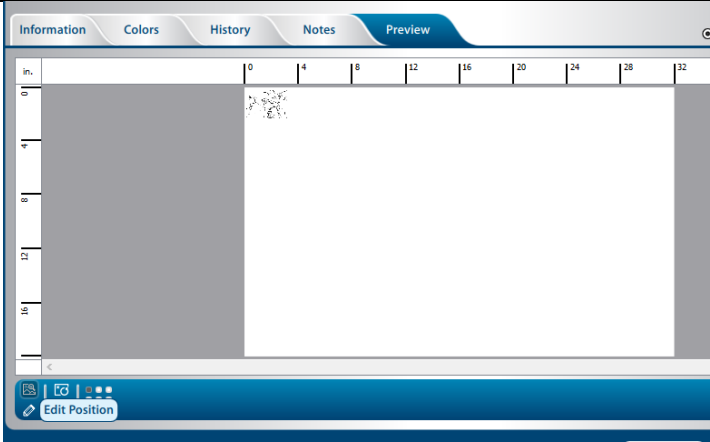 Information Colors History Notes Preview
in. 0 4 8 12 16 20 24 28 32
0
4
8
12
16
Edit Position